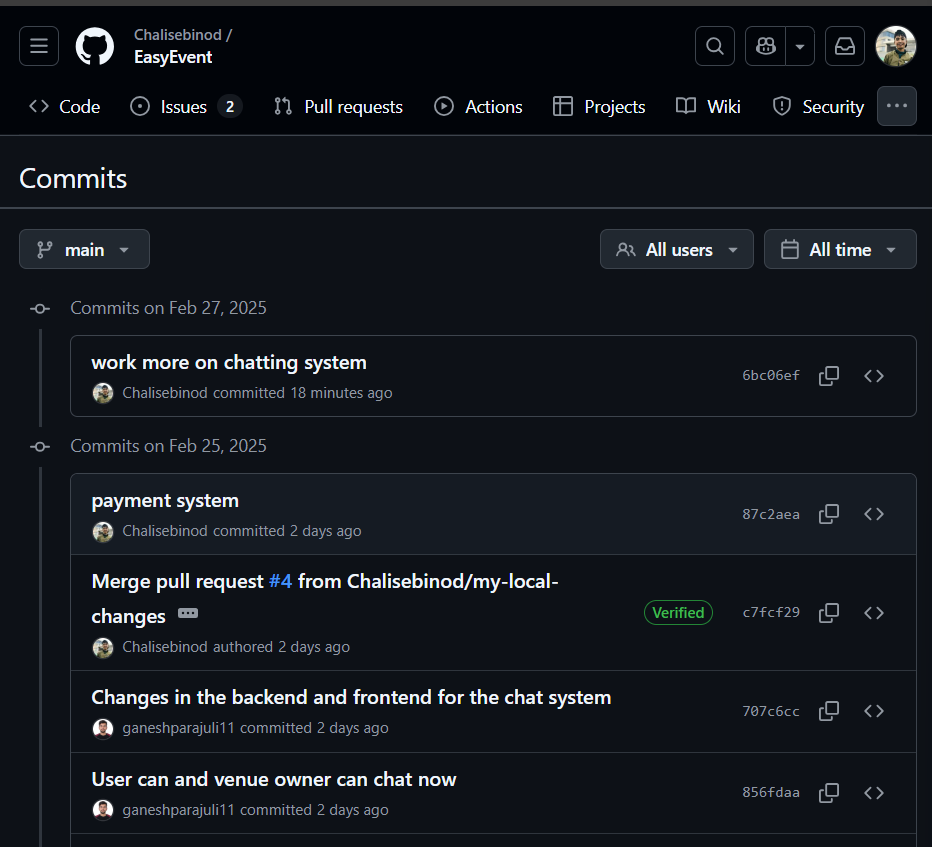 Chalisebinod /
EasyEvent
Code Issues 2 Pull requests Actions Projects Wiki Security
Commits
main All users All time
Commits on Feb 27, 2025
work more on chatting system
Chalisebinod committed 18 minutes ago
6bc06ef
Commits on Feb 25, 2025
payment system
Chalisebinod committed 2 days ago
87c2aea
Merge pull request #4 from Chalisebinod/my-local-
changes
Chalisebinod authored 2 days ago
Verified c7fcf29
Changes in the backend and frontend for the chat system
ganeshparajuli11 committed 2 days ago
707c6cc
User can and venue owner can chat now
ganeshparajuli11 committed 2 days ago
856fdaa